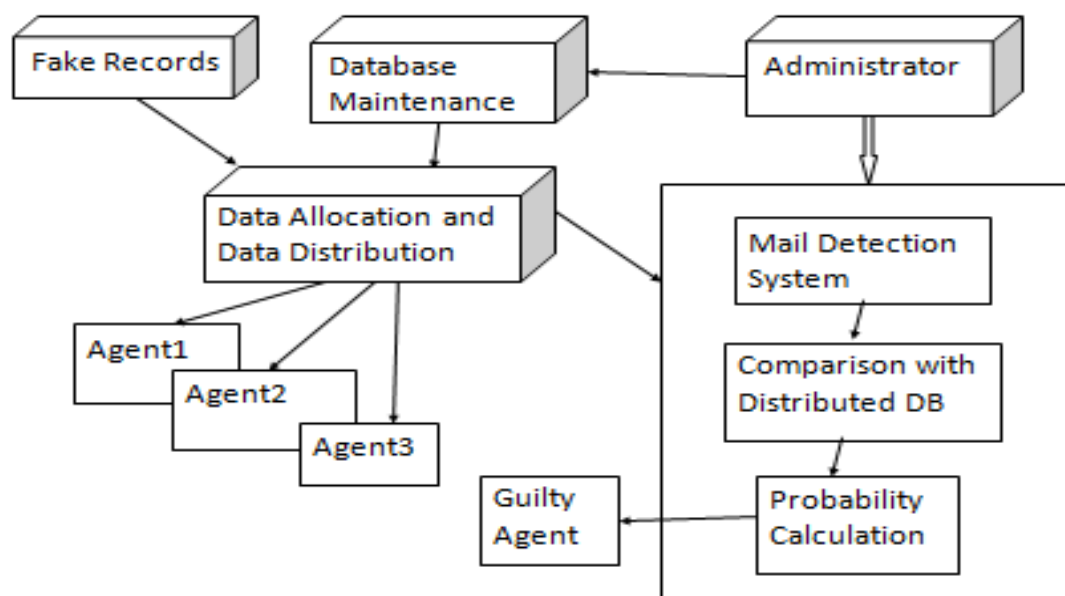 Fake Records
Database
Maintenance
Administrator
Data Allocation and
Data Distribution
Mail Detection
System
Agent1
Agent2
Agent3
Comparison with
Distributed DB
Guilty
Agent
Probability
Calculation